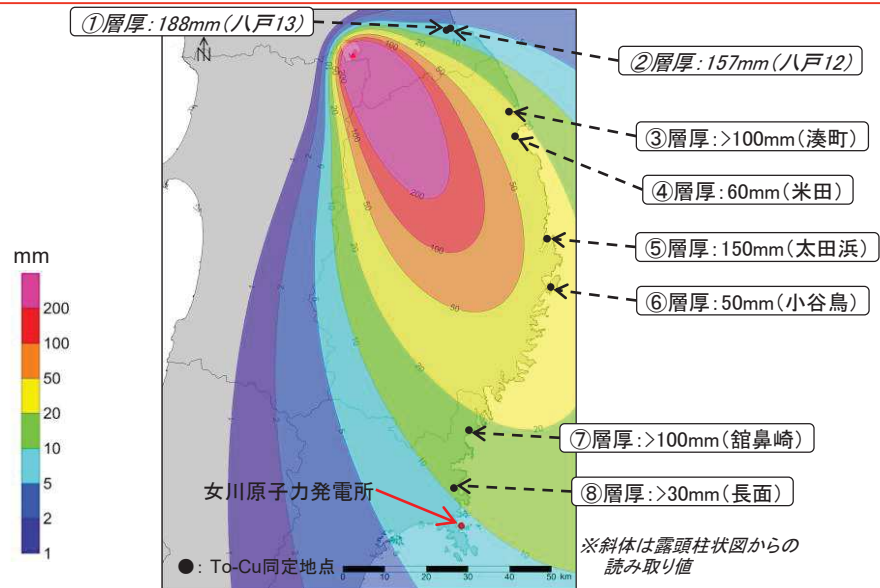 ①層厚：188mm（八戸13）
②層厚：157mm（八戸12）
③層厚：>100mm（湊町）
④層厚：60mm（米田）
⑤層厚：150mm（太田浜）
⑥層厚：50mm（小谷鳥）
⑦層厚：>100mm（舘鼻崎）
⑧層厚：>30mm（長面）
N
mm
200
100
50
20
10
5
2
1
女川原子力発電所
●：To-Cu同定地点
0 10 20 30 40 50 km
※斜体は露頭柱状図からの
読み取り値